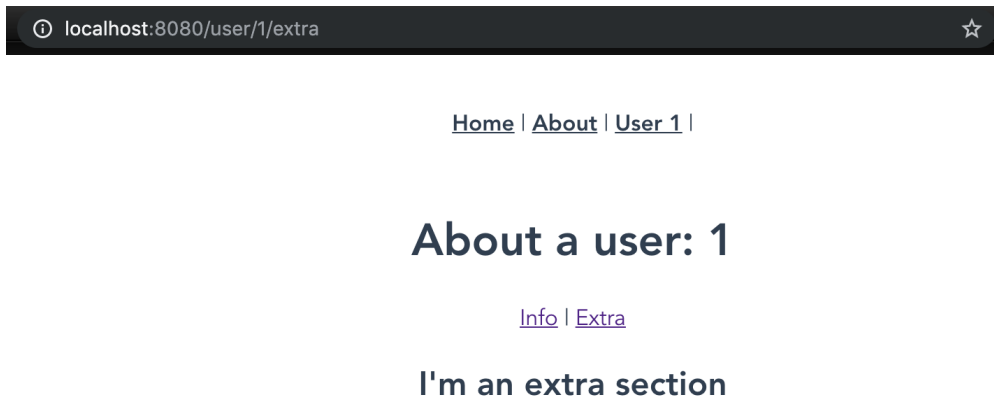 localhost:8080/user/1/extra
Home | About | User 1 |
About a user: 1
Info | Extra
I'm an extra section